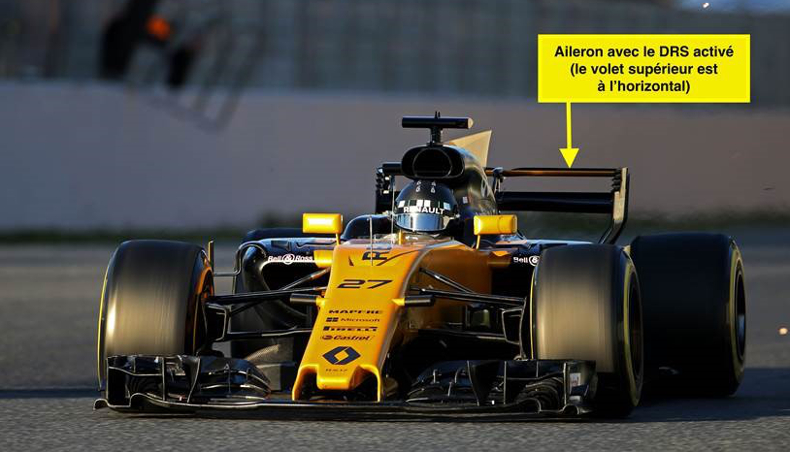 Aileron avec le DRS activé
(le volet supérieur est
à l'horizontal)
RENAULT
Bell & Ross
Bell & Ross
27
MAPFRE
Microsoft
PIRELLI
Castrol